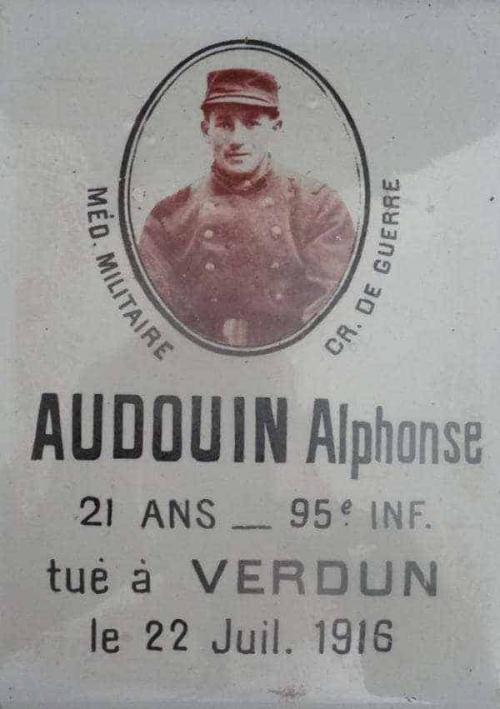 MÉD. MILITAIRE
CR. DE GUERRE
AUDOUIN Alphonse
21 ANS — 95e INF.
tué à VERDUN
le 22 Juil. 1916